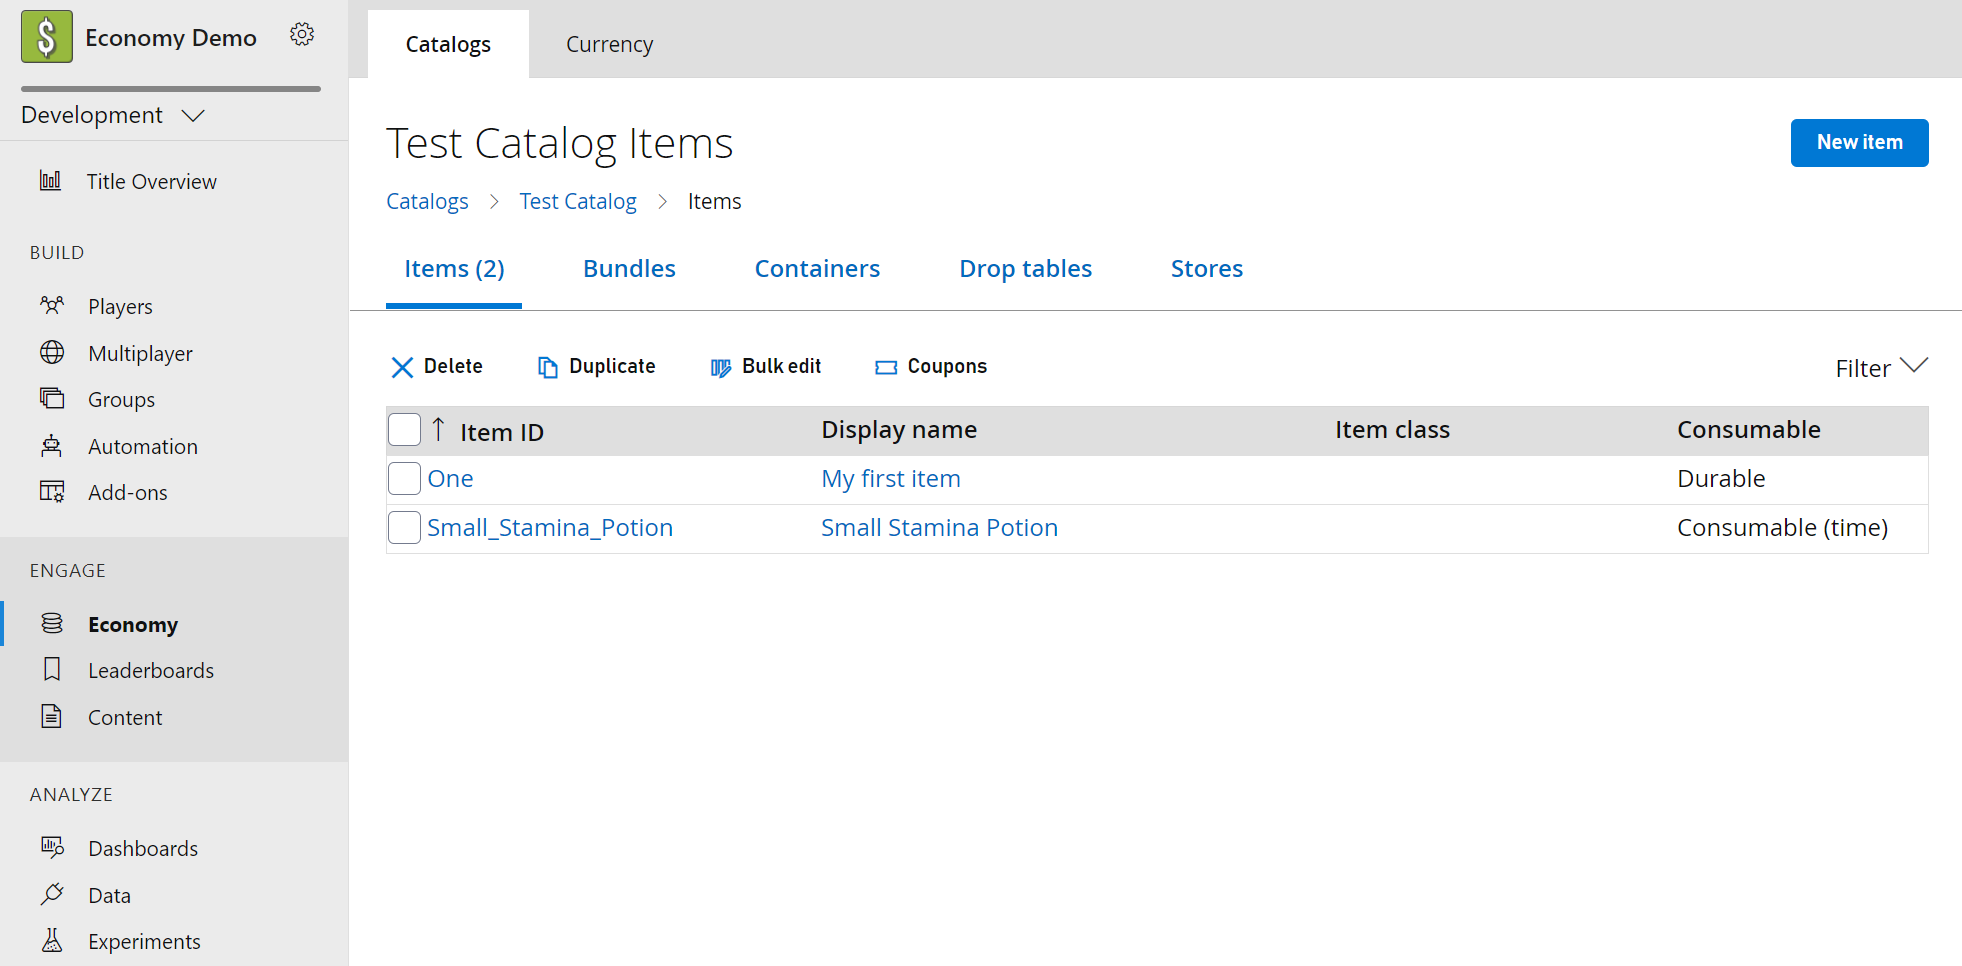 Economy Demo
Development
Title Overview
BUILD
Players
Multiplayer
Groups
Automation
Add-ons
ENGAGE
Economy
Leaderboards
Content
ANALYZE
Dashboards
Data
Experiments
Catalogs Currency
Test Catalog Items
New item
Catalogs > Test Catalog > Items
Items (2) Bundles Containers Drop tables Stores
Delete Duplicate Bulk edit Coupons Filter
↑ Item ID Display name Item class Consumable
One My first item Durable
Small_Stamina_Potion Small Stamina Potion Consumable (time)